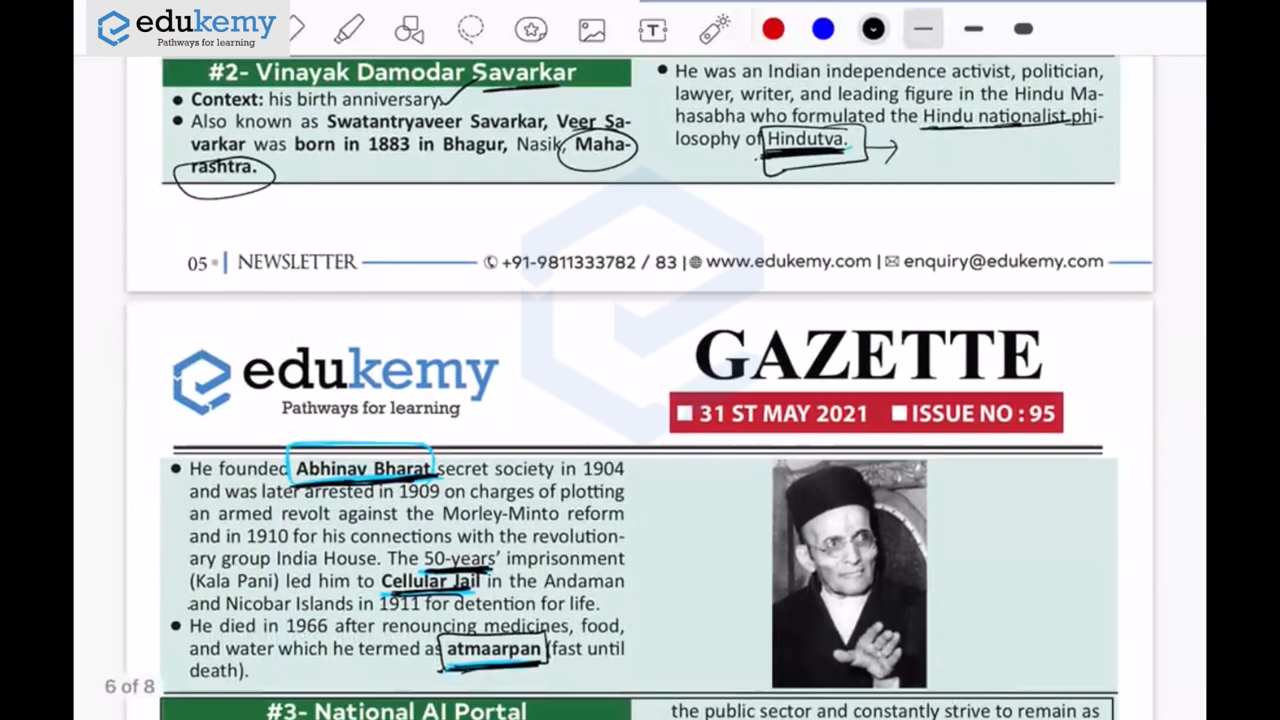 edukemy
Pathways for learning
T
#2- Vinayak Damodar Savarkar
● Context: his birth anniversary
● Also known as Swatantryaveer Savarkar, Veer Sa-
varkar was born in 1883 in Bhagur, Nasik, Maha-
rashtra.
● He was an Indian independence activist, politician,
lawyer, writer, and leading figure in the Hindu Ma-
hasabha who formulated the Hindu nationalist phi-
losophy of Hindutva.
05 | NEWSLETTER
+91-9811333782 / 83 | www.edukemy.com | enquiry@edukemy.com
edukemy
Pathways for learning
GAZETTE
31 ST MAY 2021 ISSUE NO : 95
● He founded Abhinav Bharat secret society in 1904
and was later arrested in 1909 on charges of plotting
an armed revolt against the Morley-Minto reform
and in 1910 for his connections with the revolution-
ary group India House. The 50-years’ imprisonment
(Kala Pani) led him to Cellular Jail in the Andaman
and Nicobar Islands in 1911 for detention for life.
● He died in 1966 after renouncing medicines, food,
and water which he termed as atmaarpan (fast until
death).
6 of 8
#3- National AI Portal
the public sector and constantly strive to remain as